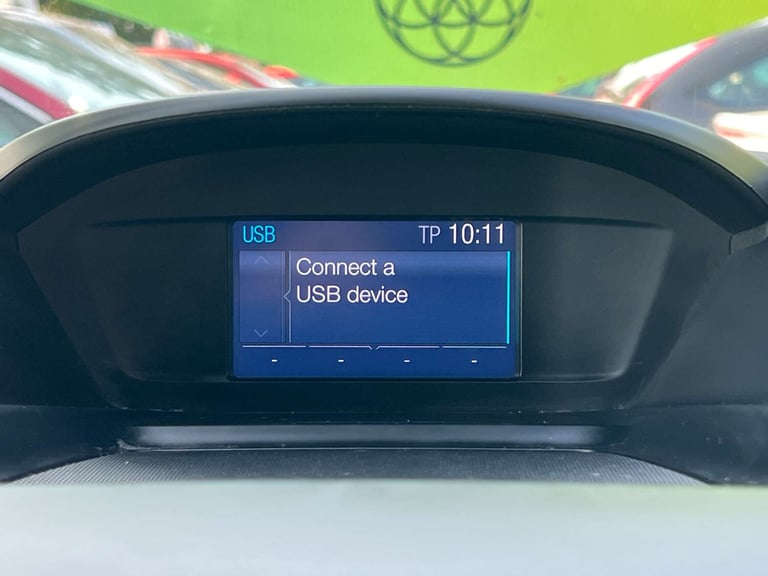 USB TP 10:11
Connect a
USB device
- - - -